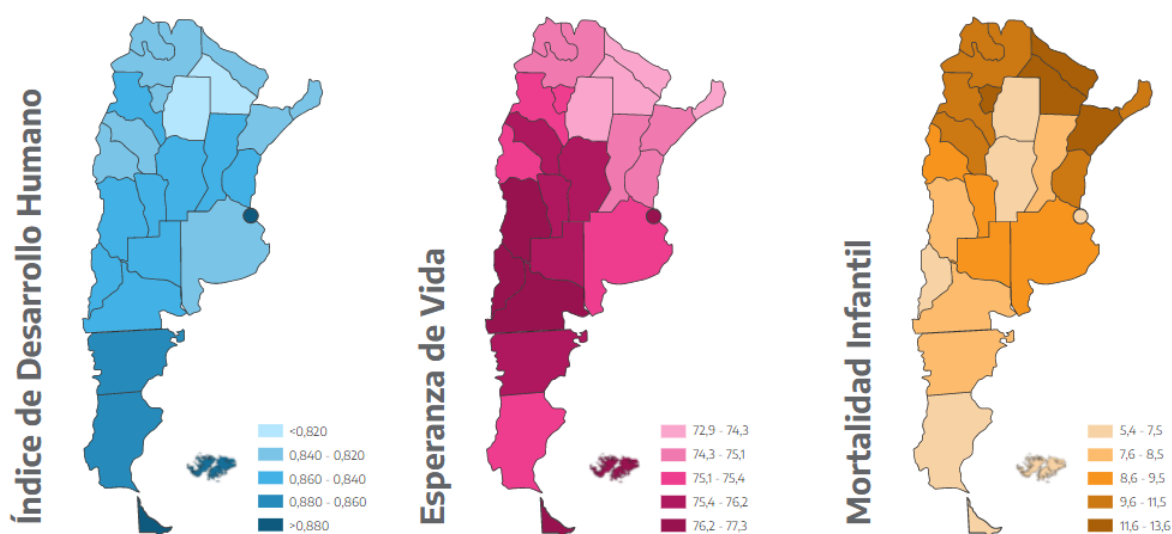 Índice de Desarrollo Humano
<0,820
0,840 - 0,820
0,860 - 0,840
0,880 - 0,860
>0,880
Esperanza de Vida
72,9 - 74,3
74,3 - 75,1
75,1 - 75,4
75,4 - 76,2
76,2 - 77,3
Mortalidad Infantil
5,4 - 7,5
7,6 - 8,5
8.6 - 9,5
9,6 - 11,5
11,6 - 13,6